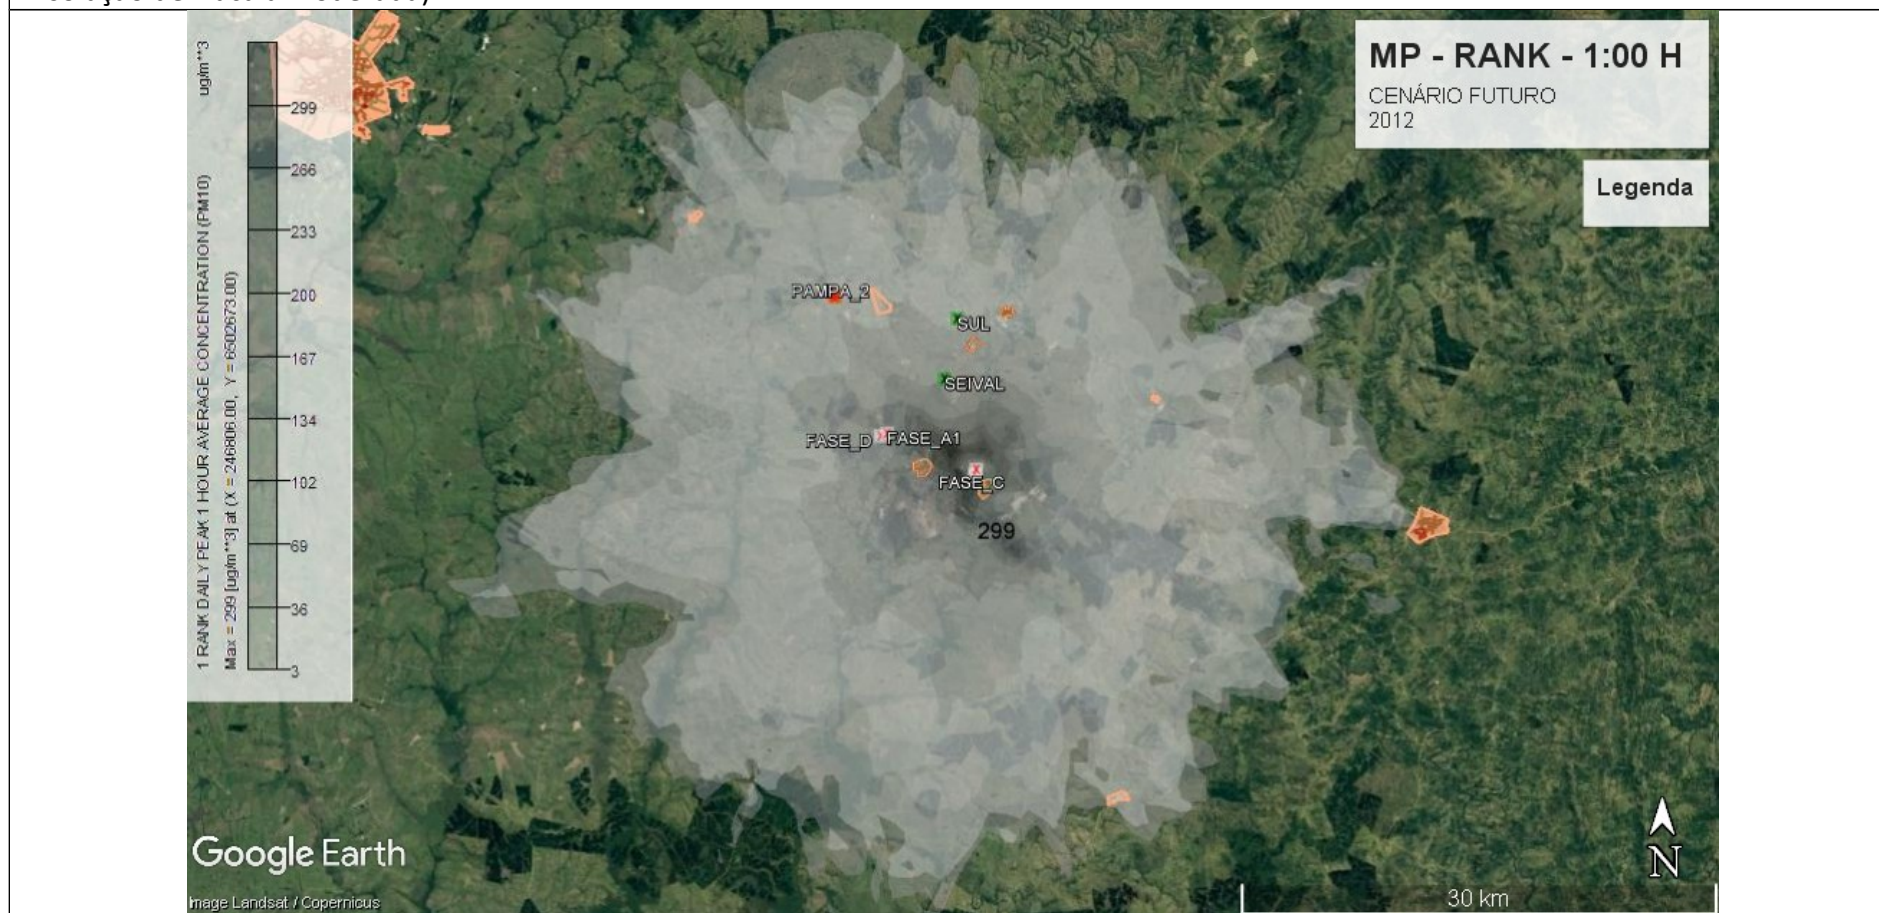 MP - RANK - 1:00 H
CENÁRIO FUTURO
2012
Legenda
1 RANK DAILY PEAK 1 HOUR AVERAGE CONCENTRATION (PM10) ug/m**3
Max = 299 [ug/m**3] at (X = 246806.00, Y = 6502673.00)
299
266
233
200
167
134
102
69
36
3
PAMPA_2
SUL
SEIVAL
FASE_D
FASE_A1
FASE_C
299
Google Earth
Image Landsat / Copernicus
N
30 km